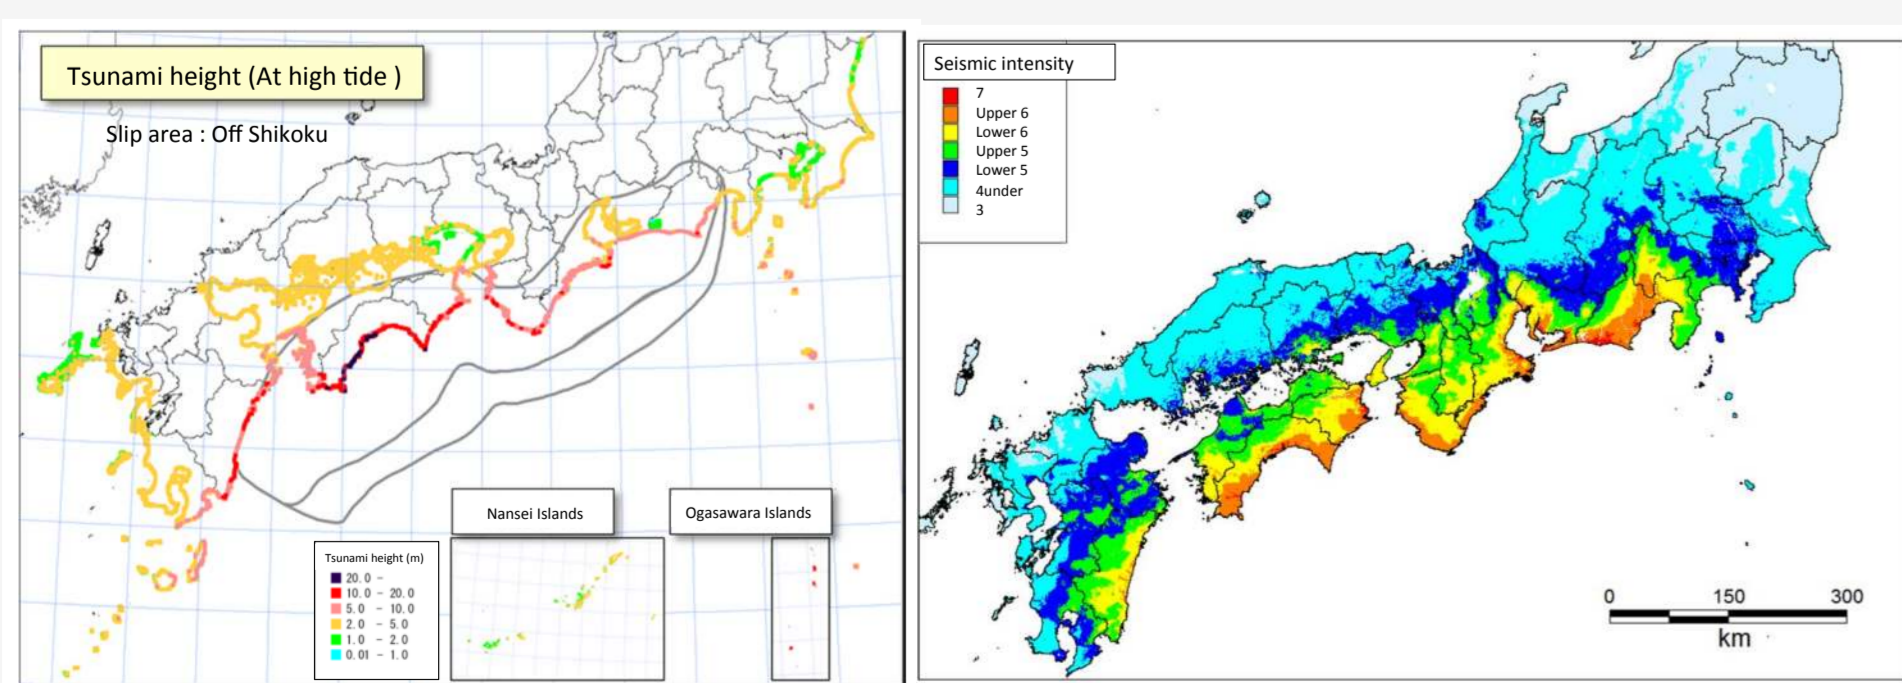 Tsunami height (At high tide )
Slip area : Off Shikoku
Nansei Islands
Ogasawara Islands
Tsunami height (m)
20.0 -
10.0 - 20.0
5.0 - 10.0
2.0 - 5.0
1.0 - 2.0
0.01 - 1.0
Seismic intensity
7
Upper 6
Lower 6
Upper 5
Lower 5
4under
3
0 150 300
km